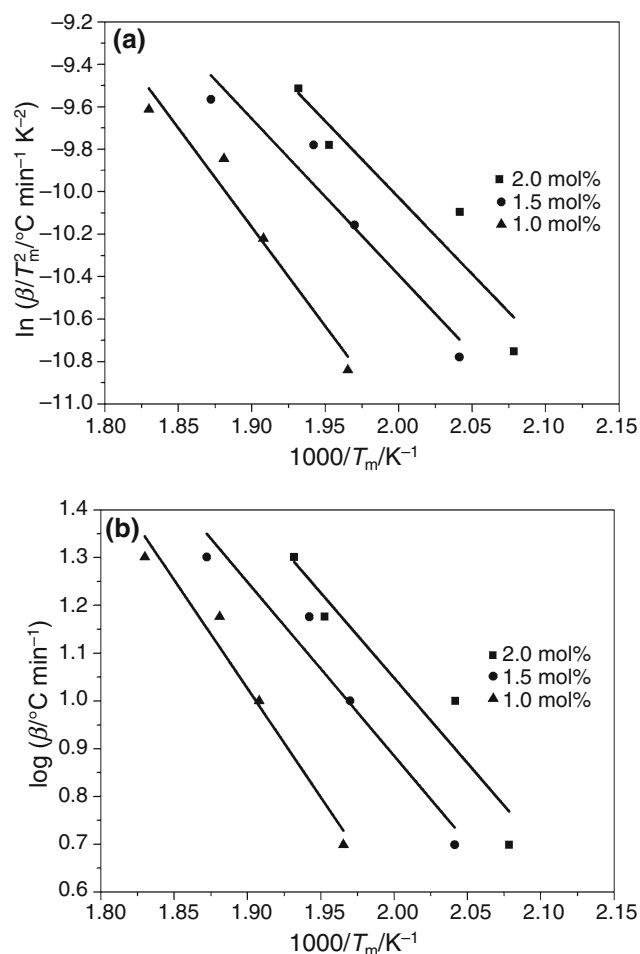 (a)
−9.2
−9.4
−9.6
−9.8
−10.0
−10.2
−10.4
−10.6
−10.8
−11.0
ln (β/T²ₘ/°C min⁻¹ K⁻²)
2.0 mol%
1.5 mol%
1.0 mol%
1.80 1.85 1.90 1.95 2.00 2.05 2.10 2.15
1000/Tₘ/K⁻¹
(b)
1.4
1.3
1.2
1.1
1.0
0.9
0.8
0.7
0.6
log (β/°C min⁻¹)
2.0 mol%
1.5 mol%
1.0 mol%
1.80 1.85 1.90 1.95 2.00 2.05 2.10 2.15
1000/Tₘ/K⁻¹